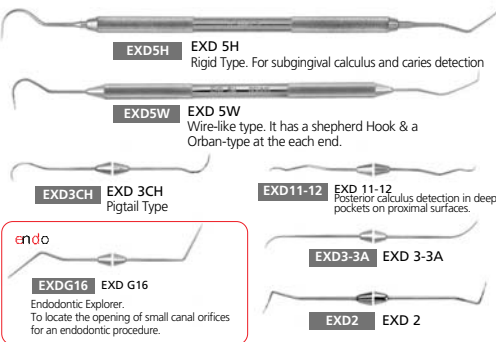 EXD5H EXD 5H
Rigid Type. For subgingival calculus and caries detection
EXD5W EXD 5W
Wire-like type. It has a shepherd Hook & a
Orban-type at the each end.
EXD3CH EXD 3CH
Pigtail Type
EXD11-12 EXD 11-12
Posterior calculus detection in deep
pockets on proximal surfaces.
endo
EXDG16 EXD G16
Endodontic Explorer.
To locate the opening of small canal orifices
for an endodontic procedure.
EXD3-3A EXD 3-3A
EXD2 EXD 2